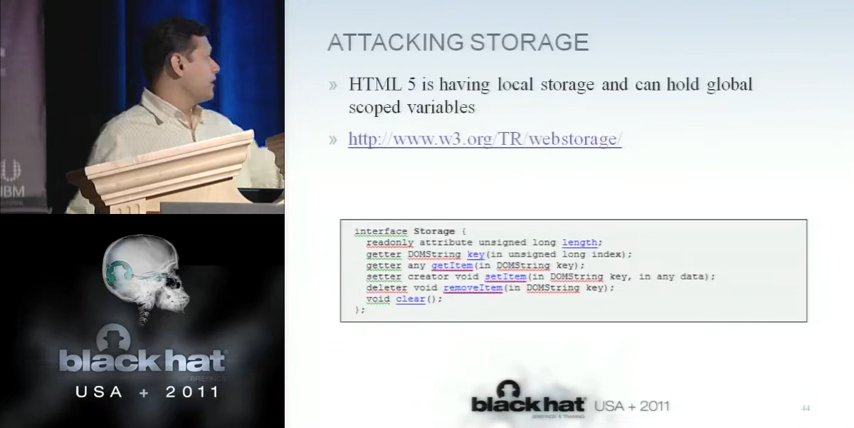 IBM
black hat
USA + 2011
ATTACKING STORAGE
» HTML 5 is having local storage and can hold global
scoped variables
» http://www.w3.org/TR/webstorage/
interface Storage {
readonly attribute unsigned long length;
getter DOMString key(in unsigned long index);
getter any getItem(in DOMString key);
setter creator void setItem(in DOMString key, in any data);
deleter void removeItem(in DOMString key);
void clear();
};
black hat USA + 2011
44